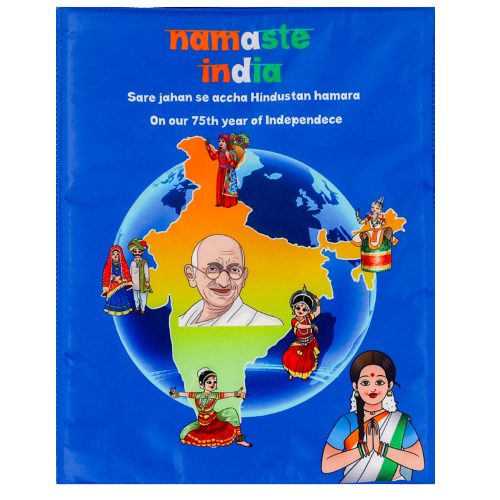 namaste
india
Sare jahan se accha Hindustan hamara
On our 75th year of Independece